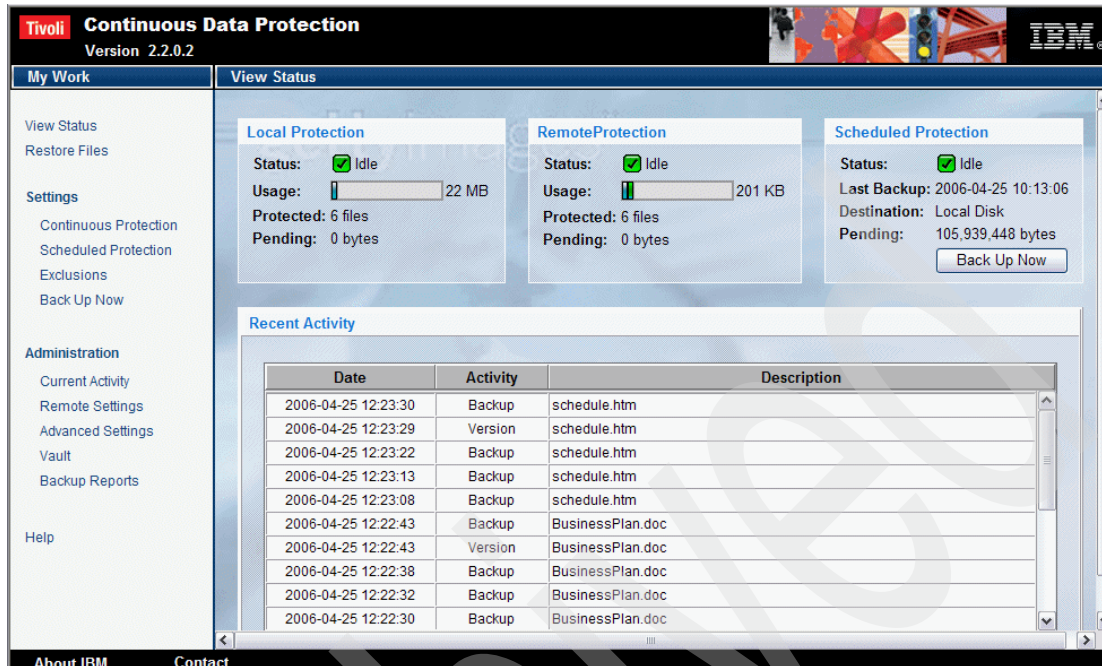 Tivoli Continuous Data Protection
Version 2.2.0.2
IBM®
My Work
View Status
View Status
Restore Files
Settings
Continuous Protection
Scheduled Protection
Exclusions
Back Up Now
Administration
Current Activity
Remote Settings
Advanced Settings
Vault
Backup Reports
Help
Local Protection
Status: Idle
Usage: 22 MB
Protected: 6 files
Pending: 0 bytes
RemoteProtection
Status: Idle
Usage: 201 KB
Protected: 6 files
Pending: 0 bytes
Scheduled Protection
Status: Idle
Last Backup: 2006-04-25 10:13:06
Destination: Local Disk
Pending: 105,939,448 bytes
Back Up Now
Recent Activity
Date Activity Description
2006-04-25 12:23:30 Backup schedule.htm
2006-04-25 12:23:29 Version schedule.htm
2006-04-25 12:23:22 Backup schedule.htm
2006-04-25 12:23:13 Backup schedule.htm
2006-04-25 12:23:08 Backup schedule.htm
2006-04-25 12:22:43 Backup BusinessPlan.doc
2006-04-25 12:22:43 Version BusinessPlan.doc
2006-04-25 12:22:38 Backup BusinessPlan.doc
2006-04-25 12:22:32 Backup BusinessPlan.doc
2006-04-25 12:22:30 Backup BusinessPlan.doc
About IBM Contact